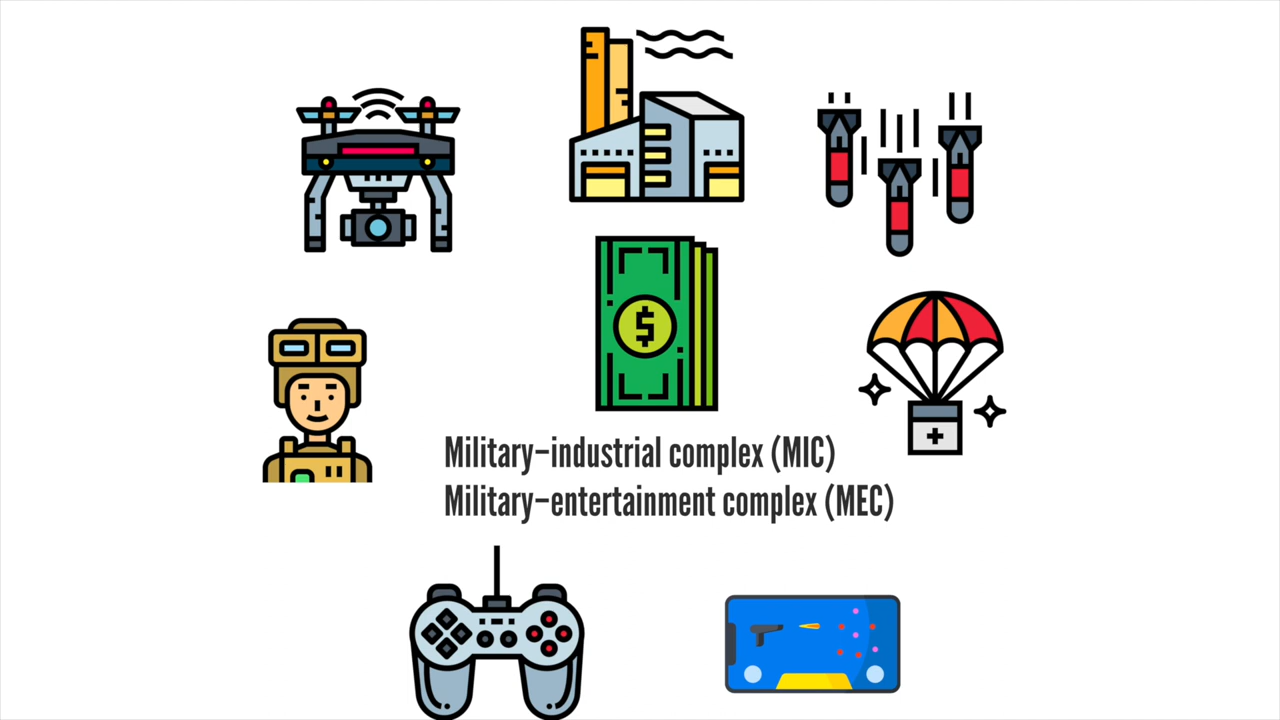 $
Military–industrial complex (MIC)
Military–entertainment complex (MEC)